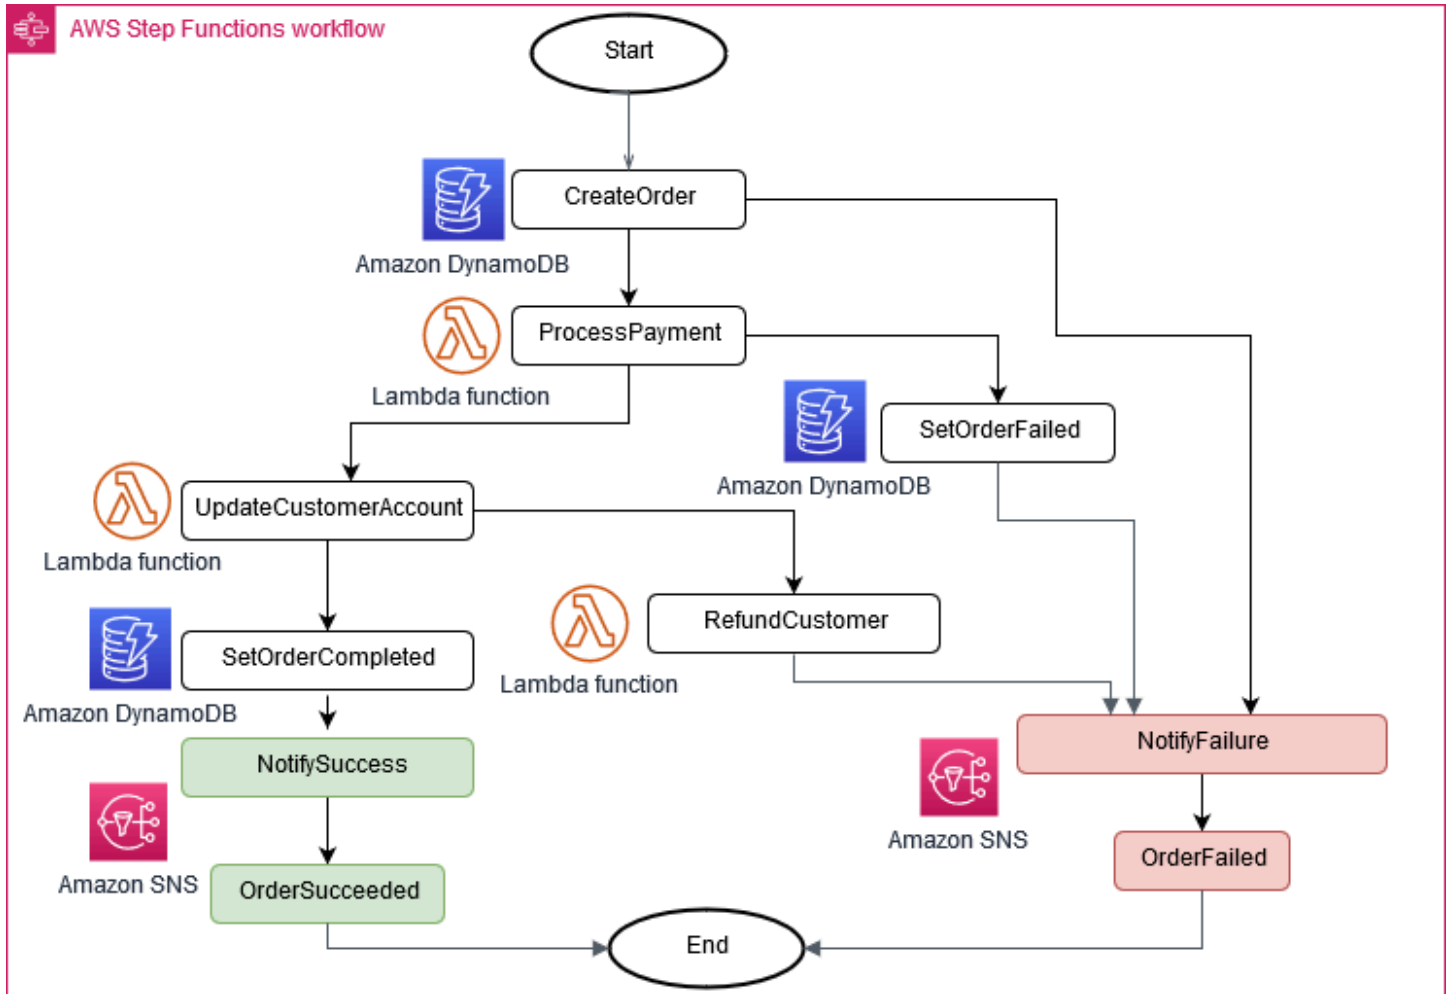 AWS Step Functions workflow
Start
CreateOrder
Amazon DynamoDB
ProcessPayment
Lambda function
SetOrderFailed
Amazon DynamoDB
UpdateCustomerAccount
Lambda function
RefundCustomer
Lambda function
SetOrderCompleted
Amazon DynamoDB
NotifySuccess
Amazon SNS
NotifyFailure
Amazon SNS
OrderFailed
OrderSucceeded
End